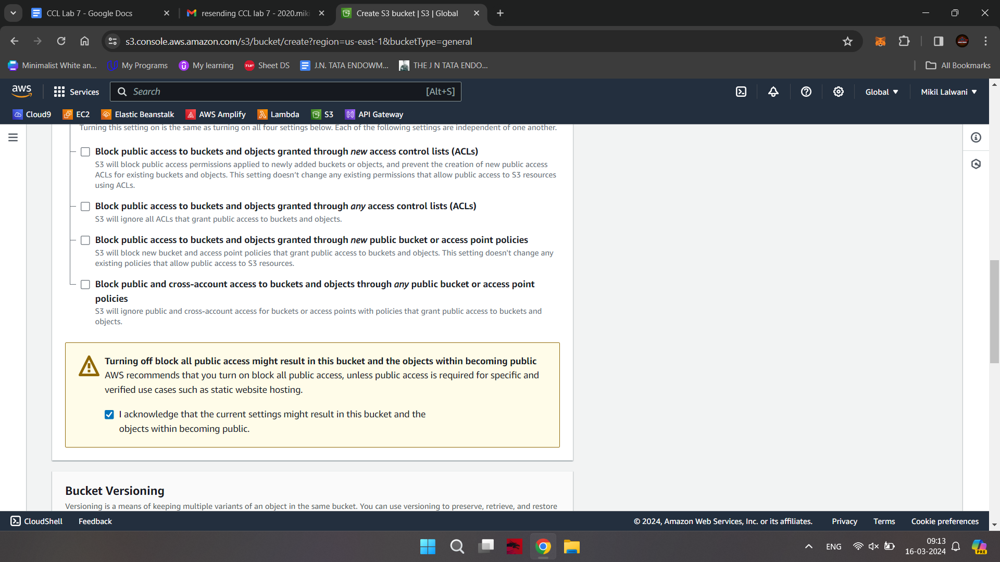 CCL Lab 7 - Google Docs
resending CCL lab 7 - 2020.miki
Create S3 bucket | S3 | Global
s3.console.aws.amazon.com/s3/bucket/create?region=us-east-1&bucketType=general
Minimalist White an...
My Programs
My learning
TUF
Sheet DS
J.N. TATA ENDOWM...
THE J N TATA ENDO...
All Bookmarks
aws
Services
Search
[Alt+S]
Global
Mikil Lalwani
Cloud9
EC2
Elastic Beanstalk
AWS Amplify
Lambda
S3
API Gateway
Turning this setting on is the same as turning on all four settings below. Each of the following settings are independent of one another.
Block public access to buckets and objects granted through new access control lists (ACLs)
S3 will block public access permissions applied to newly added buckets or objects, and prevent the creation of new public access
ACLs for existing buckets and objects. This setting doesn't change any existing permissions that allow public access to S3 resources
using ACLs.
Block public access to buckets and objects granted through any access control lists (ACLs)
S3 will ignore all ACLs that grant public access to buckets and objects.
Block public access to buckets and objects granted through new public bucket or access point policies
S3 will block new bucket and access point policies that grant public access to buckets and objects. This setting doesn't change any
existing policies that allow public access to S3 resources.
Block public and cross-account access to buckets and objects through any public bucket or access point
policies
S3 will ignore public and cross-account access for buckets or access points with policies that grant public access to buckets and
objects.
Turning off block all public access might result in this bucket and the objects within becoming public
AWS recommends that you turn on block all public access, unless public access is required for specific and
verified use cases such as static website hosting.
I acknowledge that the current settings might result in this bucket and the
objects within becoming public.
Bucket Versioning
Versioning is a means of keeping multiple variants of an object in the same bucket. You can use versioning to preserve, retrieve, and restore
CloudShell
Feedback
© 2024, Amazon Web Services, Inc. or its affiliates.
Privacy
Terms
Cookie preferences
ENG
09:13
16-03-2024
PRE